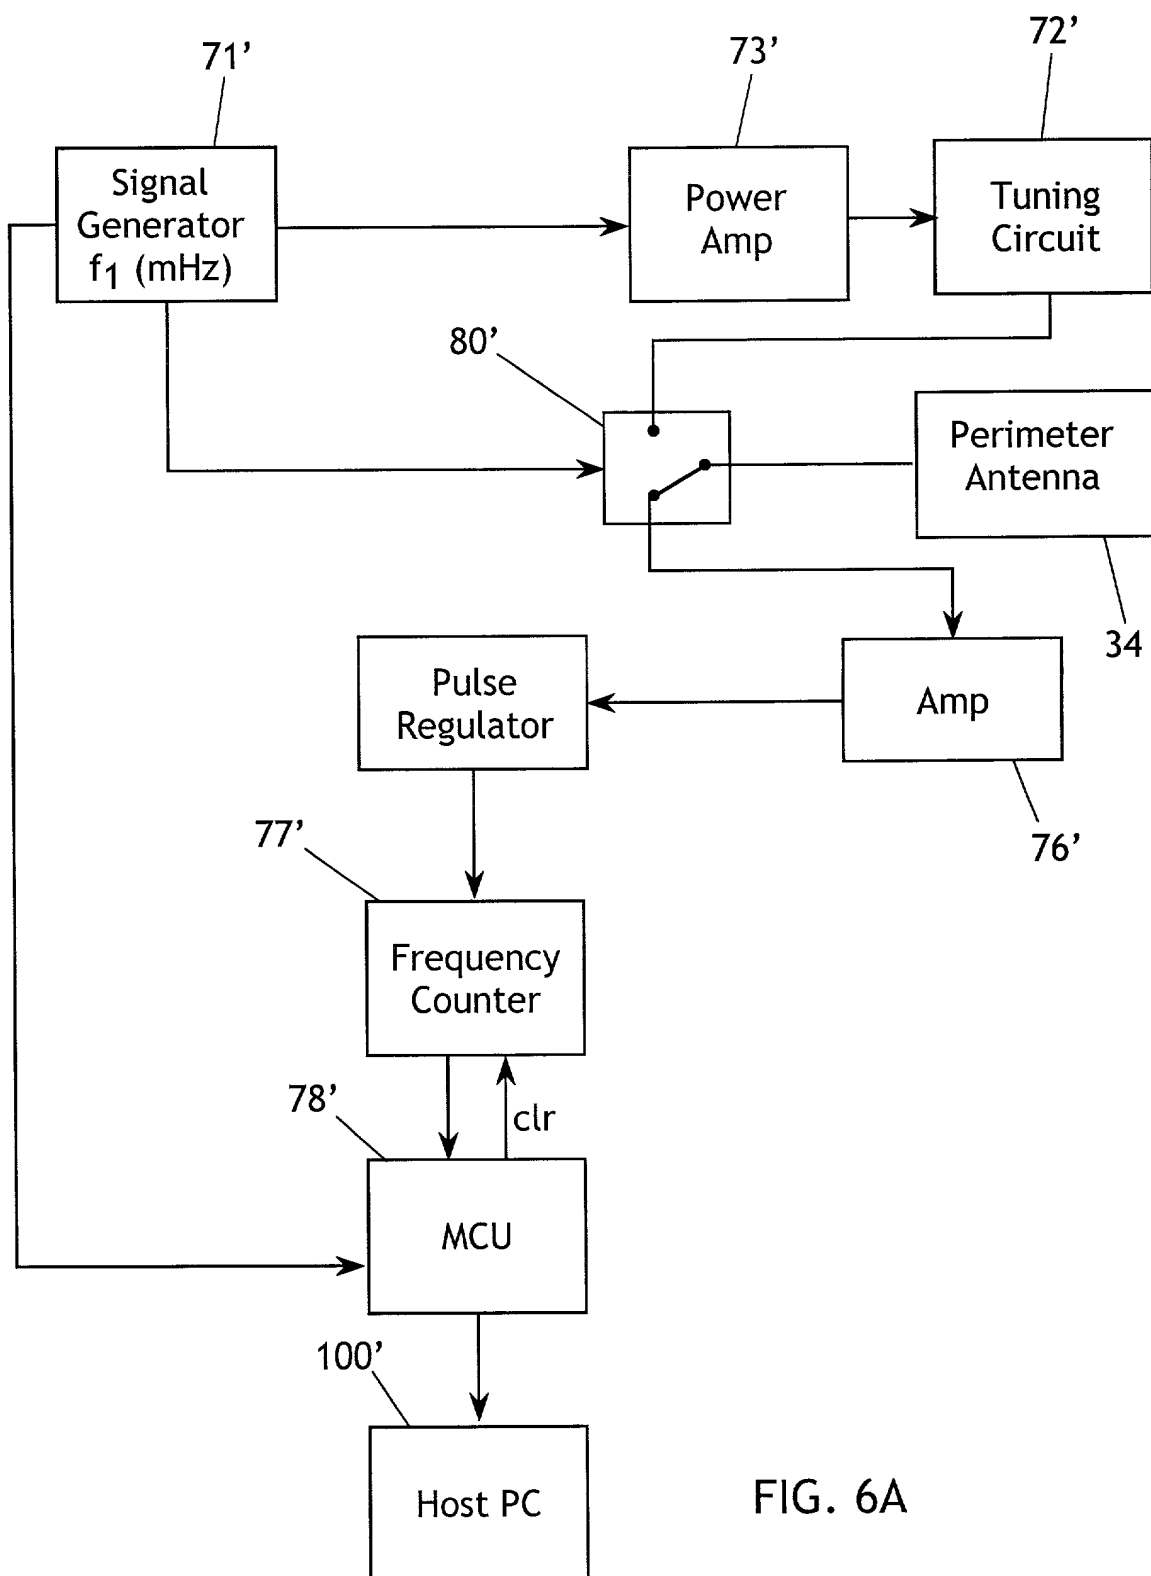 71’
73’
72’
Signal
Generator
f1 (mHz)
Power
Amp
Tuning
Circuit
80’
Perimeter
Antenna
34
Pulse
Regulator
Amp
76’
77’
Frequency
Counter
78’
clr
MCU
100’
Host PC
FIG. 6A